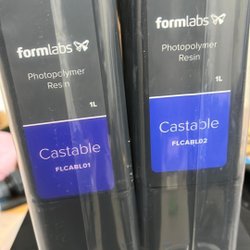 formlabs
Photopolymer
Resin
1L
Castable
FLCABL01
formlabs
Photopolymer
Resin
1L
Castable
FLCABL02